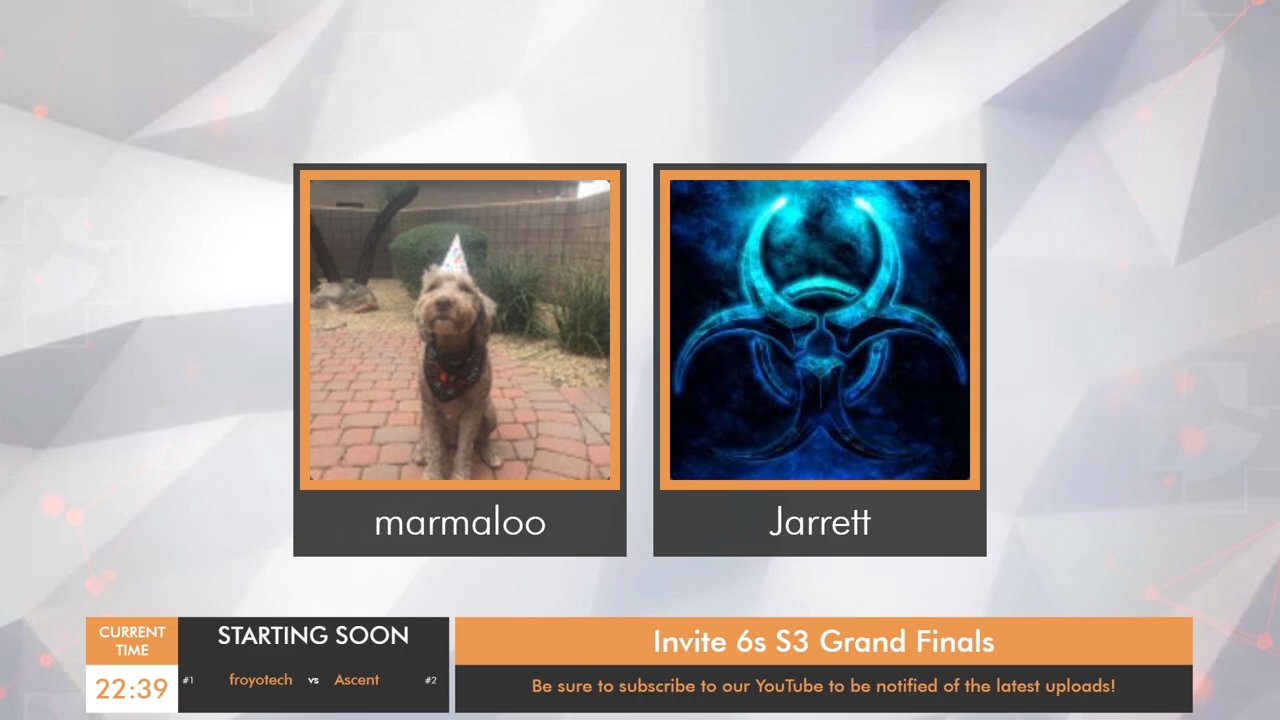 marmaloo
Jarrett
CURRENT
TIME
22:39
STARTING SOON
#1 froyotech vs Ascent #2
Invite 6s S3 Grand Finals
Be sure to subscribe to our YouTube to be notified of the latest uploads!